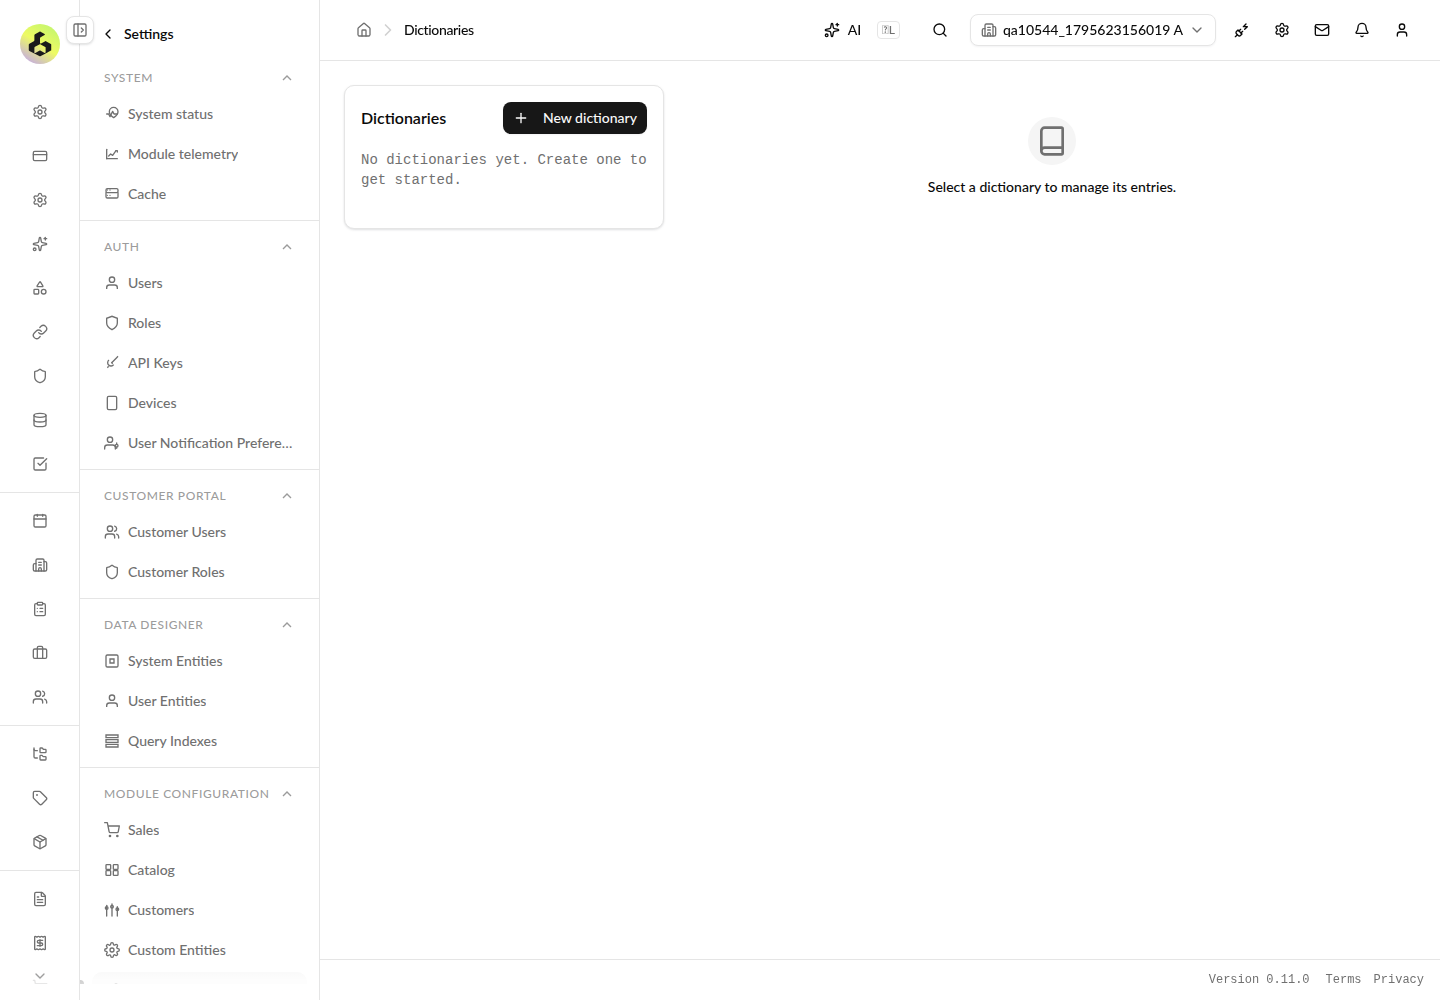 Settings
Dictionaries
AI
L
qa10544_1795623156019 A
SYSTEM
System status
Module telemetry
Cache
AUTH
Users
Roles
API Keys
Devices
User Notification Prefere...
CUSTOMER PORTAL
Customer Users
Customer Roles
DATA DESIGNER
System Entities
User Entities
Query Indexes
MODULE CONFIGURATION
Sales
Catalog
Customers
Custom Entities
Dictionaries
New dictionary
No dictionaries yet. Create one to
get started.
Select a dictionary to manage its entries.
Version 0.11.0
Terms
Privacy